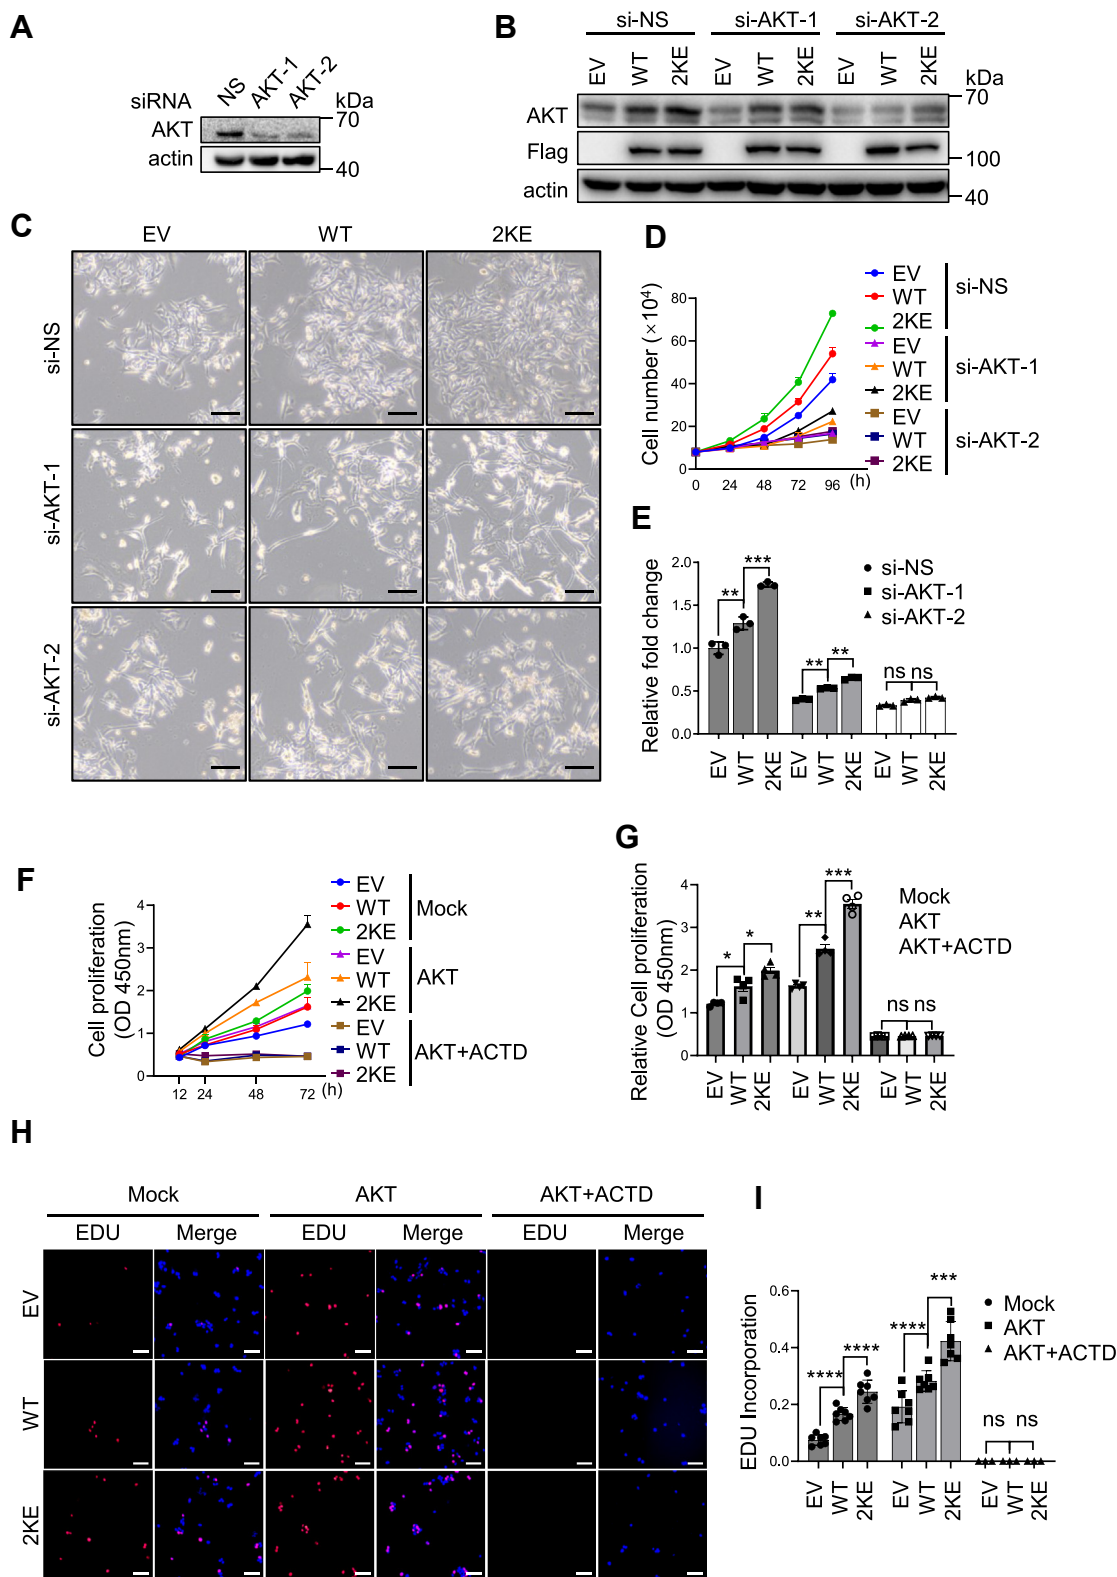 A
siRNA NS AKT-1 AKT-2 kDa
AKT 70
actin 40
B
si-NS si-AKT-1 si-AKT-2
EV WT 2KE EV WT 2KE EV WT 2KE kDa
AKT 70
Flag 100
actin 40
C
EV WT 2KE
si-NS
si-AKT-1
si-AKT-2
D
Cell number (×10⁴)
80
60
40
20
0
0 24 48 72 96 (h)
EV
WT si-NS
2KE
EV
WT si-AKT-1
2KE
EV
WT si-AKT-2
2KE
E
Relative fold change
2.0
1.5
1.0
0.5
0.0
** *** ** ** ns ns
si-NS
si-AKT-1
si-AKT-2
EV WT 2KE EV WT 2KE EV WT 2KE
F
Cell proliferation
(OD 450nm)
4
3
2
1
0
12 24 48 72 (h)
EV
WT Mock
2KE
EV
WT AKT
2KE
EV
WT AKT+ACTD
2KE
G
Relative Cell proliferation
(OD 450nm)
4
3
2
1
0
* * ** *** ns ns
Mock
AKT
AKT+ACTD
EV WT 2KE EV WT 2KE EV WT 2KE
H
Mock AKT AKT+ACTD
EDU Merge EDU Merge EDU Merge
EV
WT
2KE
I
EDU Incorporation
0.6
0.4
0.2
0.0
**** **** **** *** ns ns
Mock
AKT
AKT+ACTD
EV WT 2KE EV WT 2KE EV WT 2KE